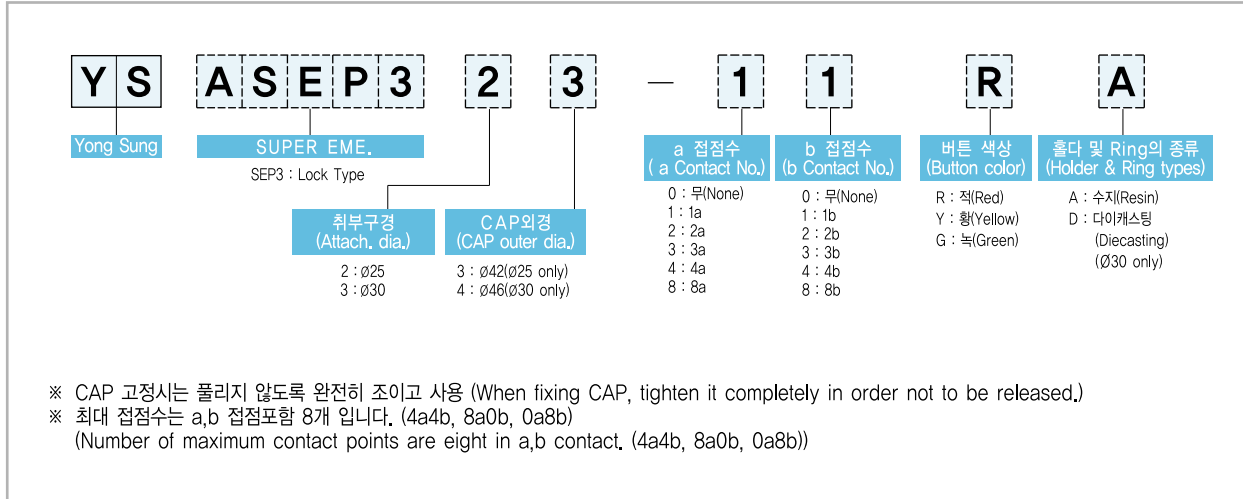 YS ASEP3 2 3 - 1 1 R A
Yong Sung
SUPER EME.
SEP3 : Lock Type
취부구경
(Attach. dia.)
2 : Ø25
3 : Ø30
CAP외경
(CAP outer dia.)
3 : Ø42(Ø25 only)
4 : Ø46(Ø30 only)
a 접점수
( a Contact No.)
0 : 무(None)
1 : 1a
2 : 2a
3 : 3a
4 : 4a
8 : 8a
b 접점수
(b Contact No.)
0 : 무(None)
1 : 1b
2 : 2b
3 : 3b
4 : 4b
8 : 8b
버튼 색상
(Button color)
R : 적(Red)
Y : 황(Yellow)
G : 녹(Green)
홀다 및 Ring의 종류
(Holder & Ring types)
A : 수지(Resin)
D : 다이캐스팅
(Diecasting)
(Ø30 only)
※ CAP 고정시는 풀리지 않도록 완전히 조이고 사용 (When fixing CAP, tighten it completely in order not to be released.)
※ 최대 접점수는 a,b 접점포함 8개 입니다. (4a4b, 8a0b, 0a8b)
(Number of maximum contact points are eight in a,b contact. (4a4b, 8a0b, 0a8b))